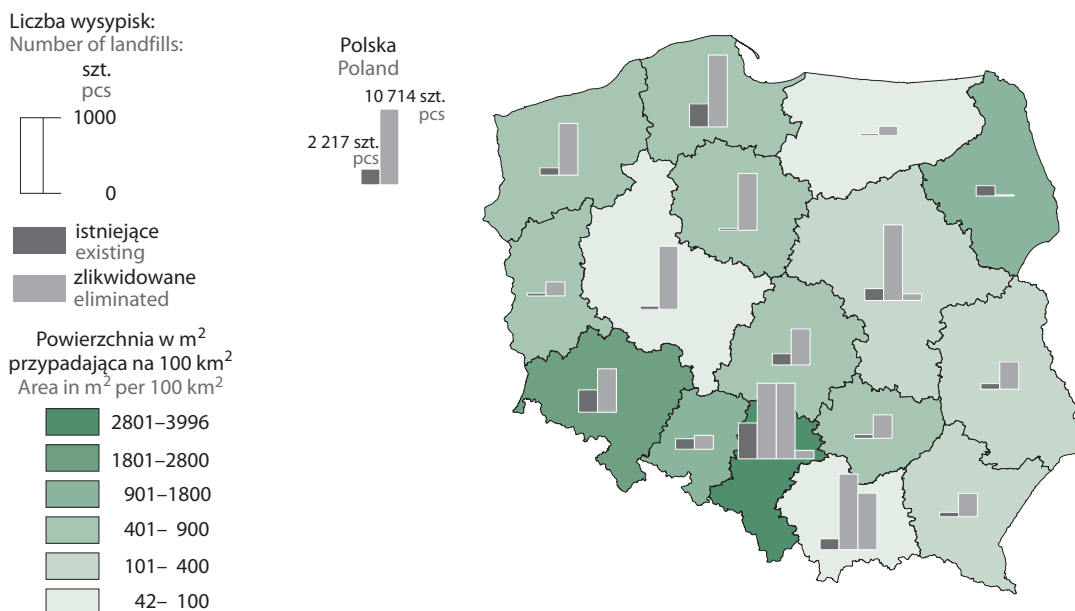 Liczba wysypisk:
Number of landfills:
szt.
pcs
1000
0
istniejące
existing
zlikwidowane
eliminated
Powierzchnia w m²
przypadająca na 100 km²
Area in m² per 100 km²
2801–3996
1801–2800
901–1800
401– 900
101– 400
42– 100
Polska
Poland
10 714 szt.
pcs
2 217 szt.
pcs